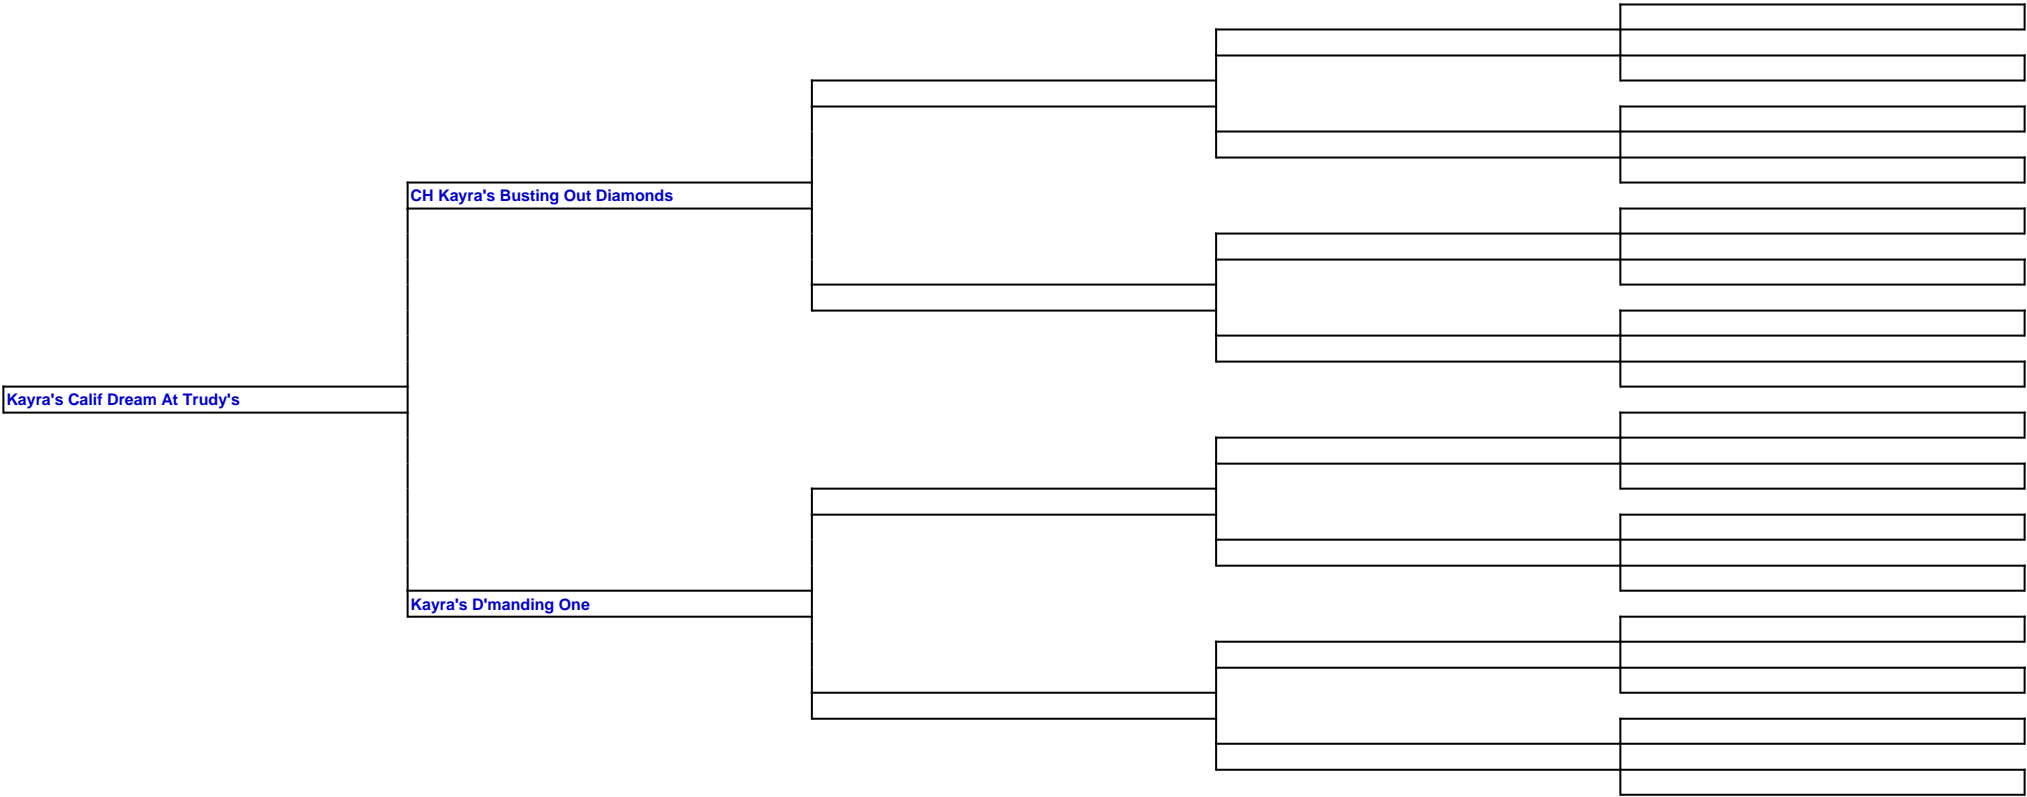 CH Kayra's Busting Out Diamonds
Kayra's Calif Dream At Trudy's
Kayra's D'manding One